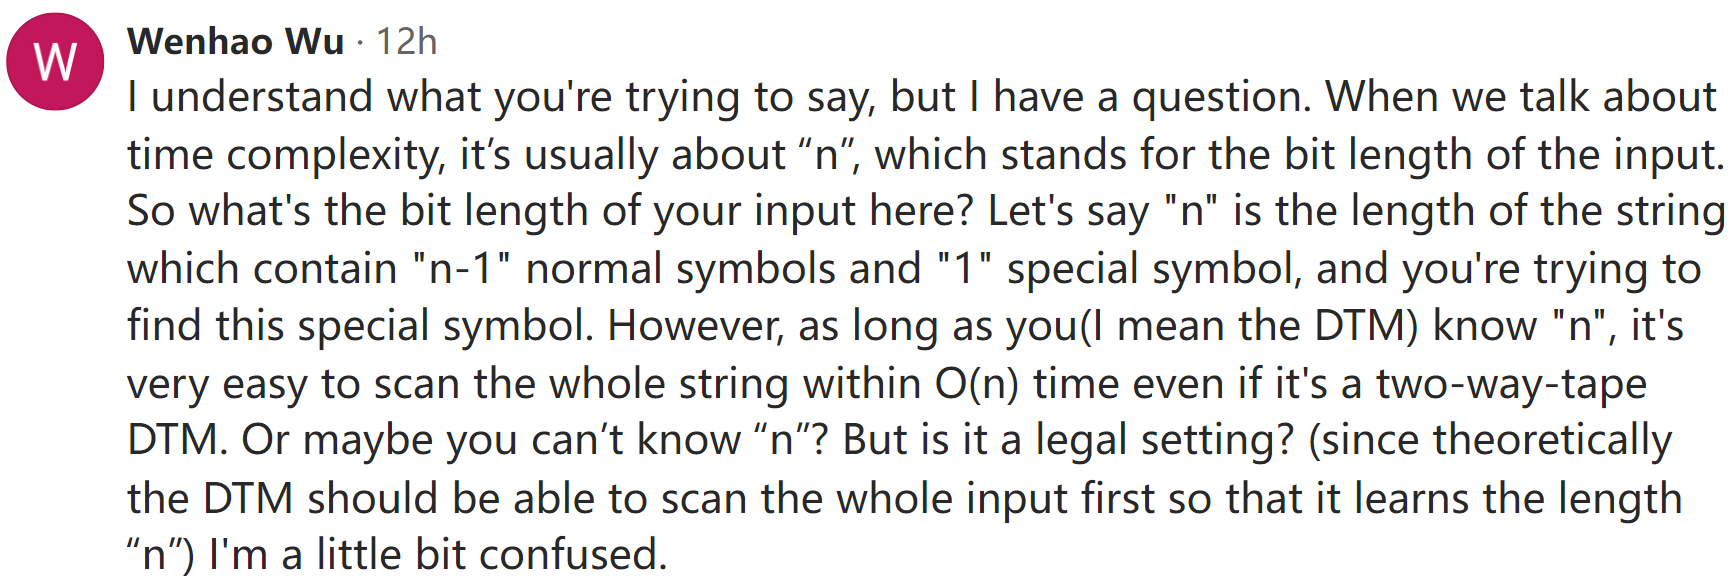 W
Wenhao Wu · 12h
I understand what you're trying to say, but I have a question. When we talk about
time complexity, it’s usually about “n”, which stands for the bit length of the input.
So what's the bit length of your input here? Let's say "n" is the length of the string
which contain "n-1" normal symbols and "1" special symbol, and you're trying to
find this special symbol. However, as long as you(I mean the DTM) know "n", it's
very easy to scan the whole string within O(n) time even if it's a two-way-tape
DTM. Or maybe you can’t know “n”? But is it a legal setting? (since theoretically
the DTM should be able to scan the whole input first so that it learns the length
“n”) I'm a little bit confused.